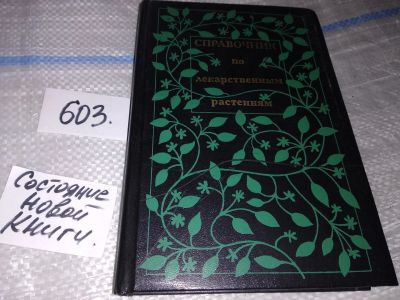 СПРАВОЧНИК
по
лекарственным
растениям
603.
Состояние
Новой
Книги.